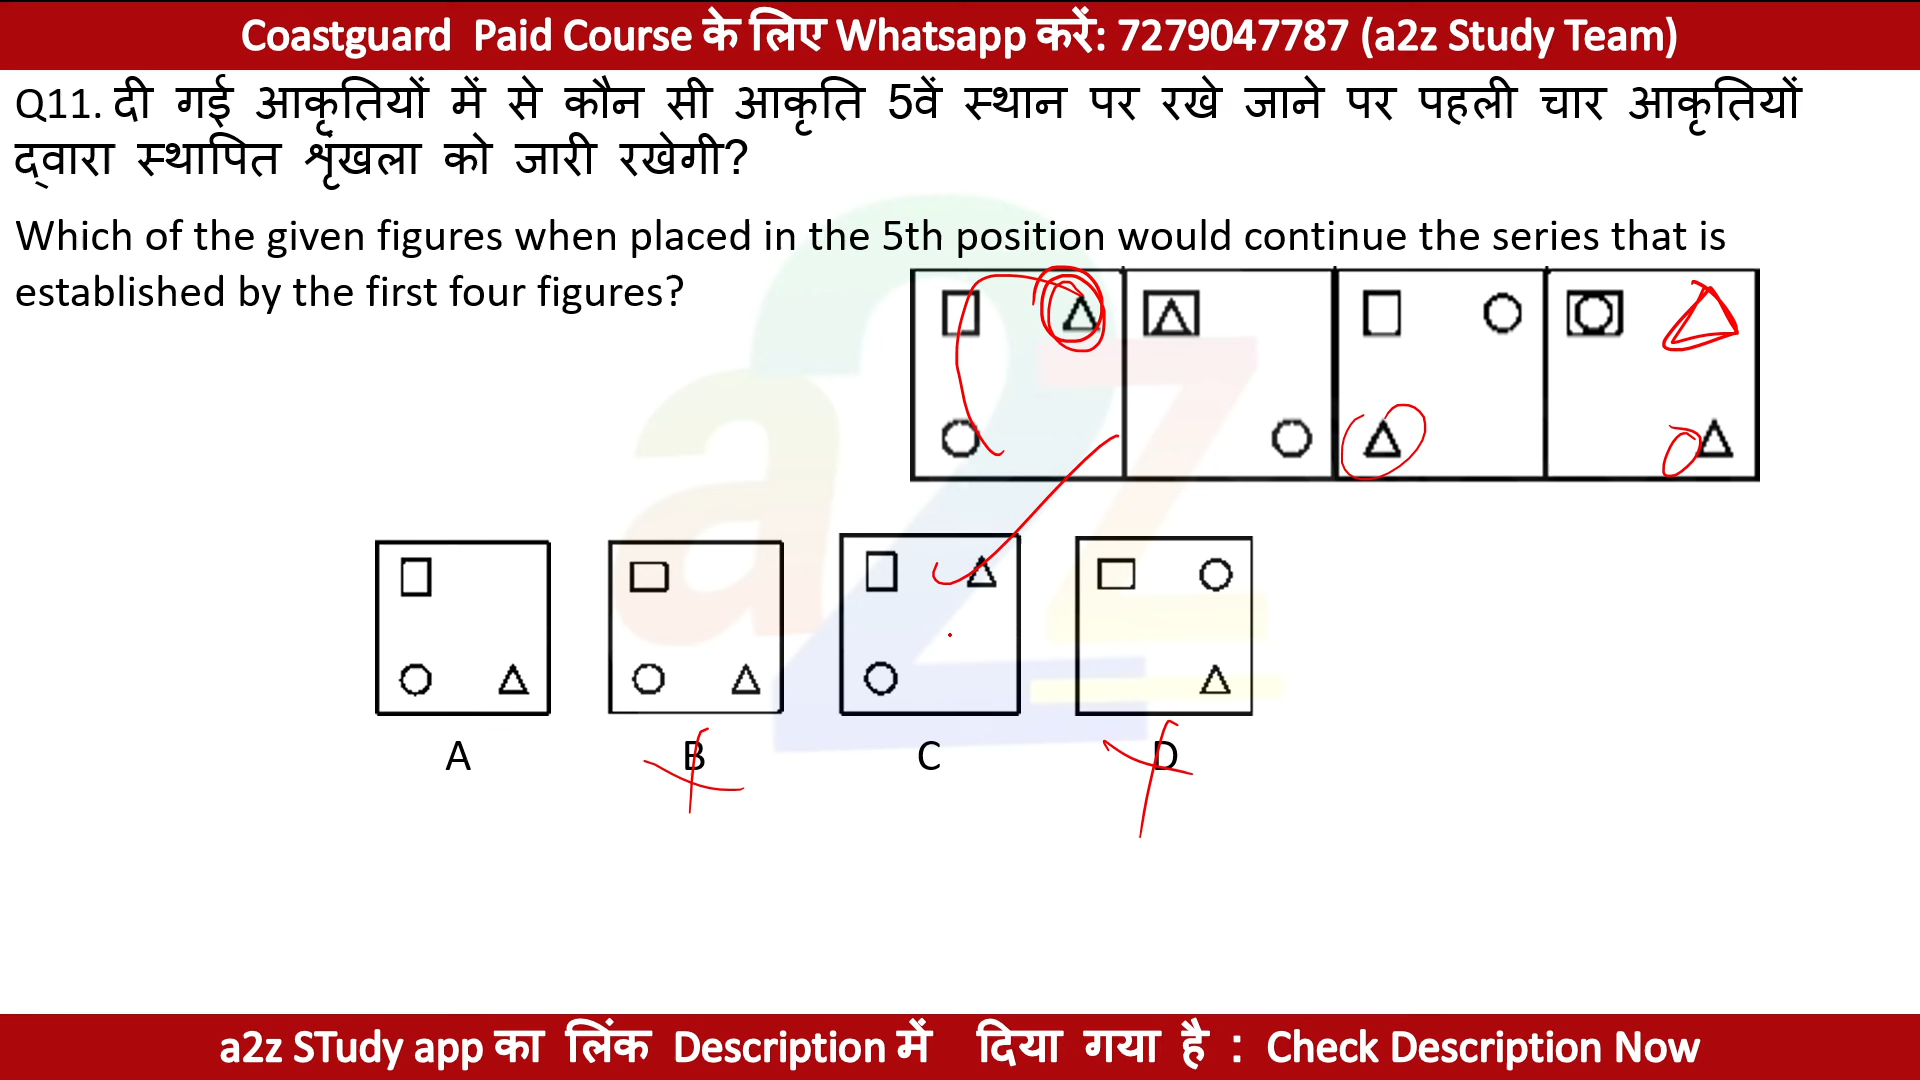 Coastguard Paid Course के लिए Whatsapp करें: 7279047787 (a2z Study Team)
Q11. दी गई आकृतियों में से कौन सी आकृति 5वें स्थान पर रखे जाने पर पहली चार आकृतियों
द्वारा स्थापित शृंखला को जारी रखेगी?
Which of the given figures when placed in the 5th position would continue the series that is
established by the first four figures?
a2z
A B C D
a2z STudy app का लिंक Description में दिया गया है : Check Description Now